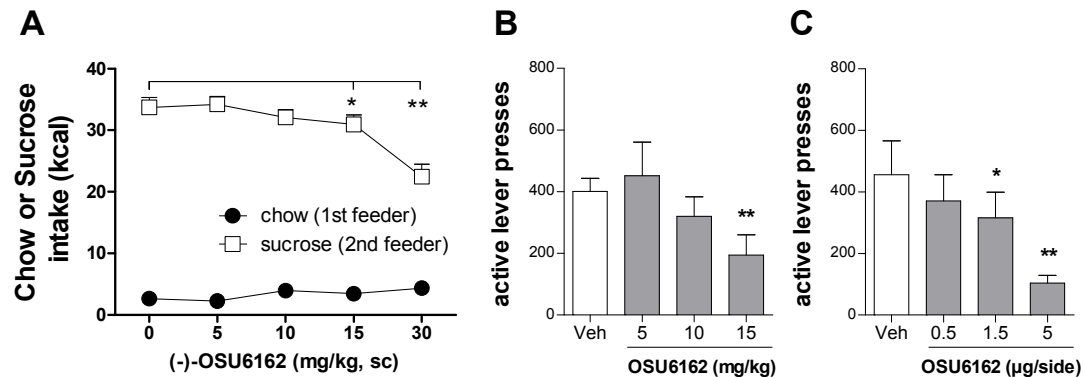 A
Chow or Sucrose
intake (kcal)
40
30
20
10
0
*
**
chow (1st feeder)
sucrose (2nd feeder)
0 5 10 15 30
(-)-OSU6162 (mg/kg, sc)
B
active lever presses
800
600
400
200
0
**
Veh 5 10 15
OSU6162 (mg/kg)
C
active lever presses
800
600
400
200
0
*
**
Veh 0.5 1.5 5
OSU6162 (µg/side)